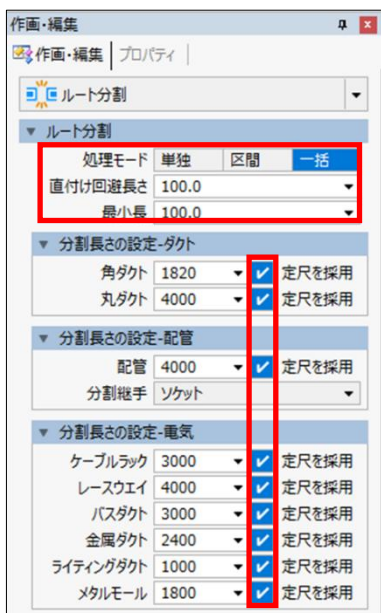 作画・編集
作画・編集 プロパティ
ルート分割
ルート分割
処理モード 単独 区間 一括
直付け回避長さ 100.0
最小長 100.0
分割長さの設定-ダクト
角ダクト 1820 定尺を採用
丸ダクト 4000 定尺を採用
分割長さの設定-配管
配管 4000 定尺を採用
分割継手 ソケット
分割長さの設定-電気
ケーブルラック 3000 定尺を採用
レースウエイ 4000 定尺を採用
バスダクト 3000 定尺を採用
金属ダクト 2400 定尺を採用
ライティングダクト 1000 定尺を採用
メタルモール 1800 定尺を採用